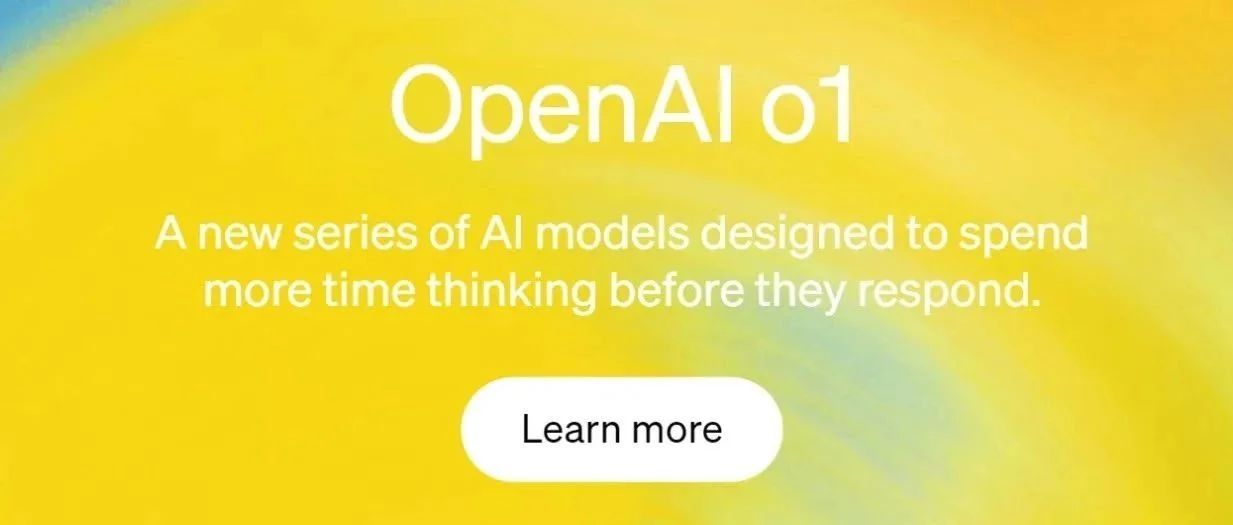 OpenAI o1
A new series of AI models designed to spend
more time thinking before they respond.
Learn more